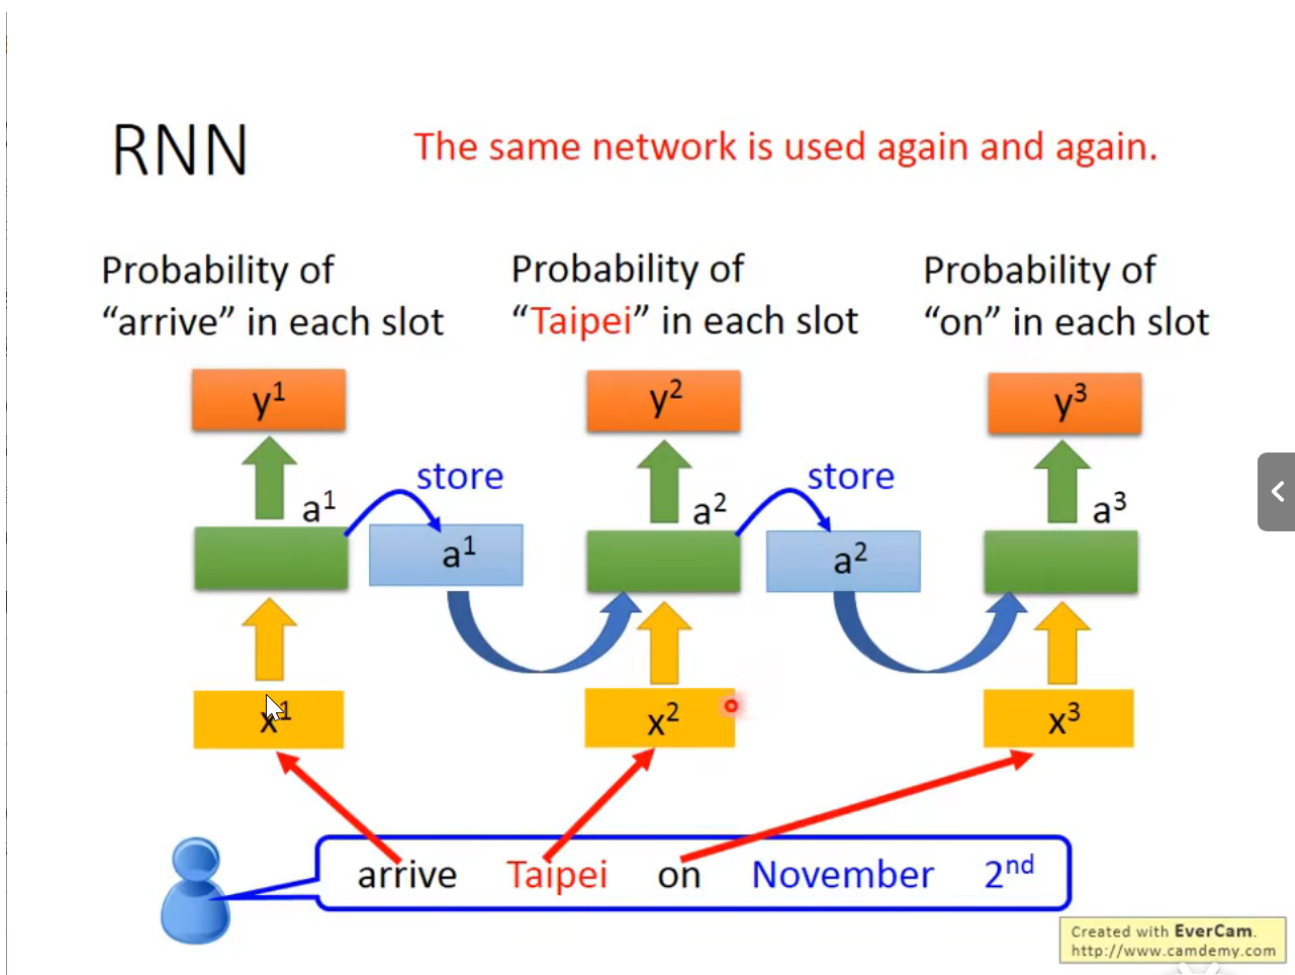 RNN
The same network is used again and again.
Probability of
“arrive” in each slot
Probability of
“Taipei” in each slot
Probability of
“on” in each slot
y¹
y²
y³
store
store
a¹
a²
a³
a¹
a²
x¹
x²
x³
arrive Taipei on November 2ⁿᵈ
Created with EverCam.
http://www.camdemy.com